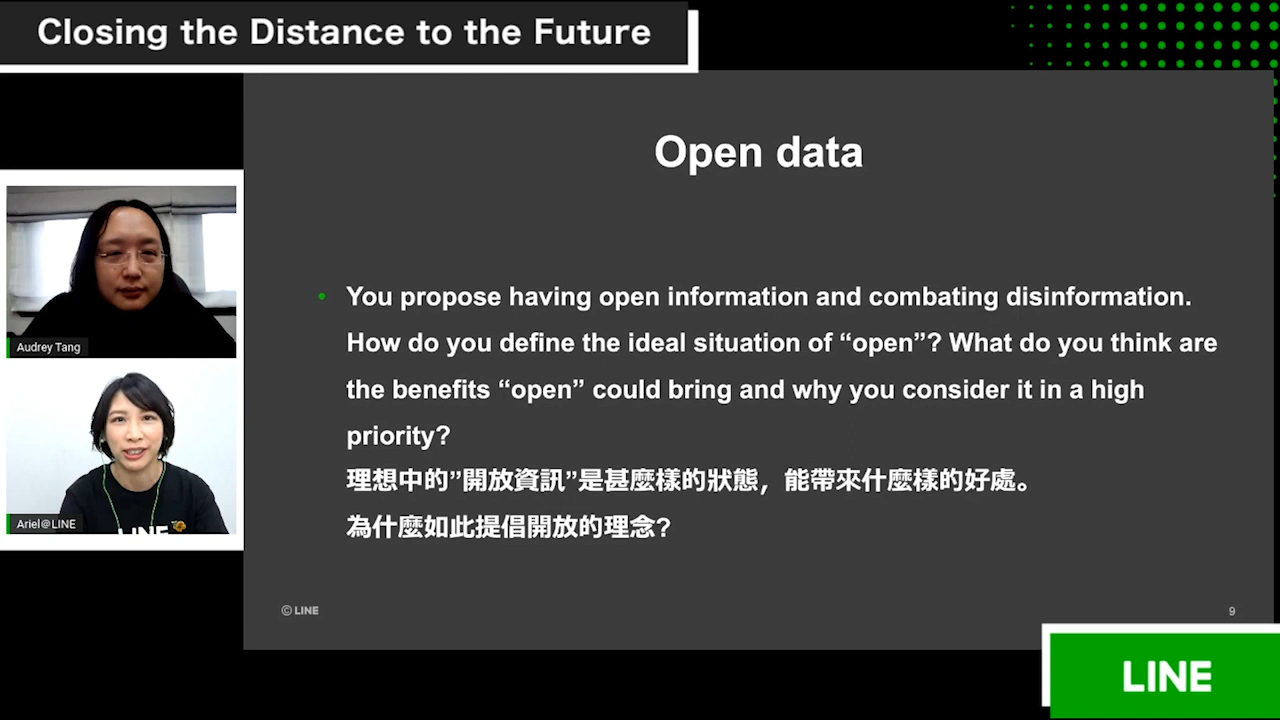 Closing the Distance to the Future
Open data
• You propose having open information and combating disinformation.
How do you define the ideal situation of “open”? What do you think are
the benefits “open” could bring and why you consider it in a high
priority?
理想中的”開放資訊”是甚麼樣的狀態，能帶來什麼樣的好處。
為什麼如此提倡開放的理念?
Audrey Tang
Ariel@LINE
LINE
© LINE
9
LINE